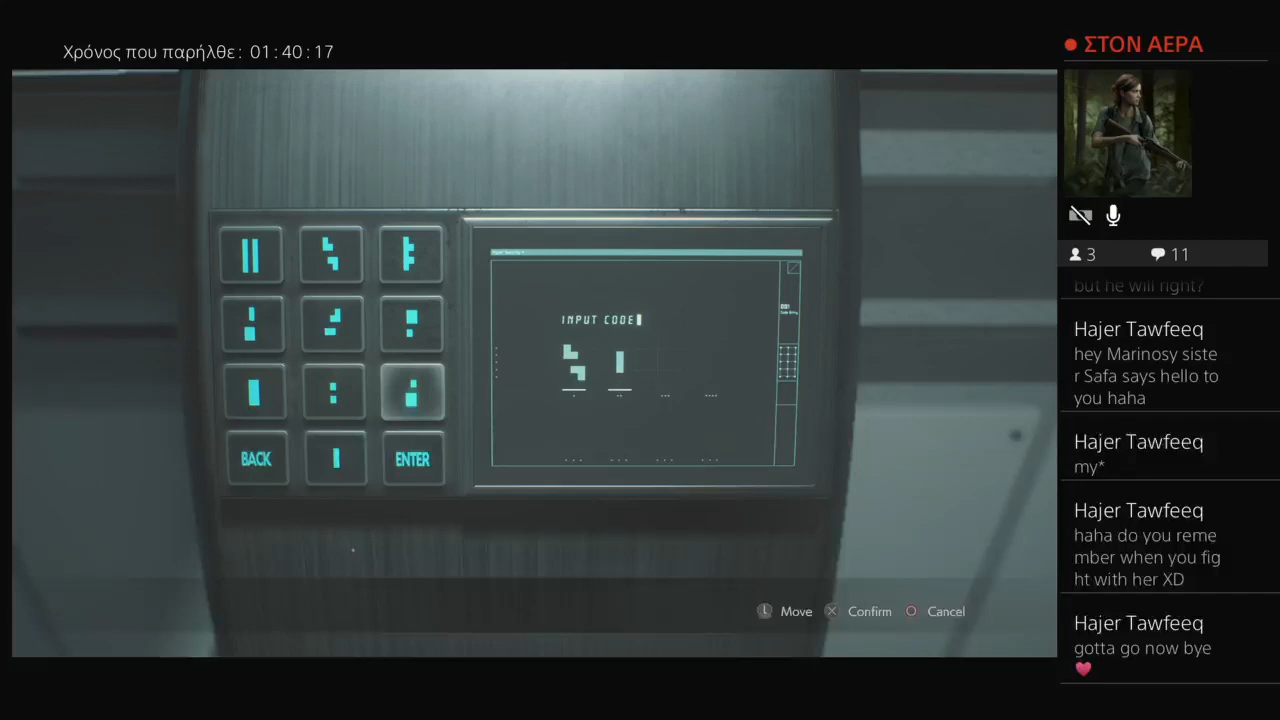 Χρόνος που παρήλθε: 01:40:17
ΣΤΟΝ ΑΕΡΑ
3
11
but he will right?
Hajer Tawfeeq
hey Marinosy siste
r Safa says hello to
you haha
Hajer Tawfeeq
my*
Hajer Tawfeeq
haha do you reme
mber when you fig
ht with her XD
Hajer Tawfeeq
gotta go now bye
INPUT CODE
BACK
ENTER
Move
Confirm
Cancel